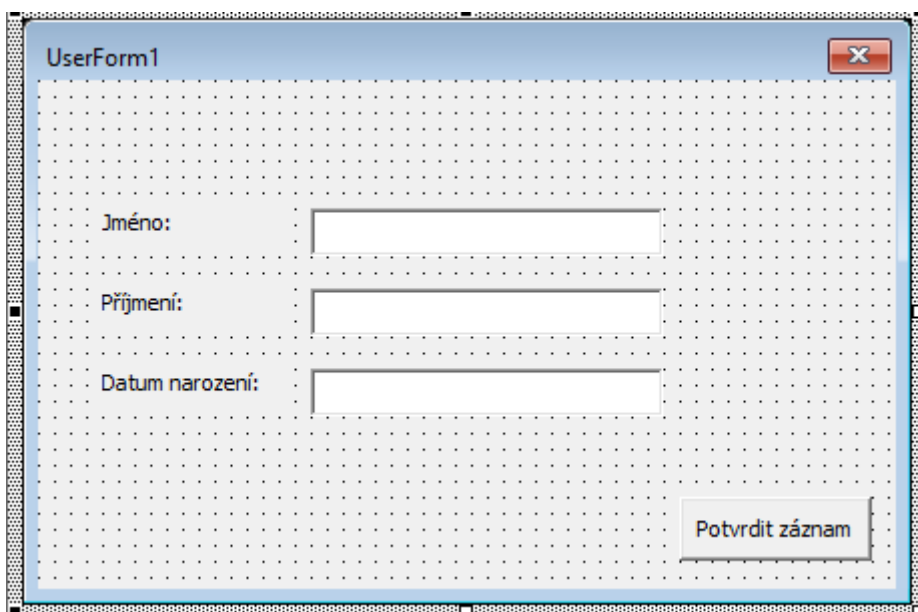 UserForm1
Jméno:
Příjmení:
Datum narození:
Potvrdit záznam